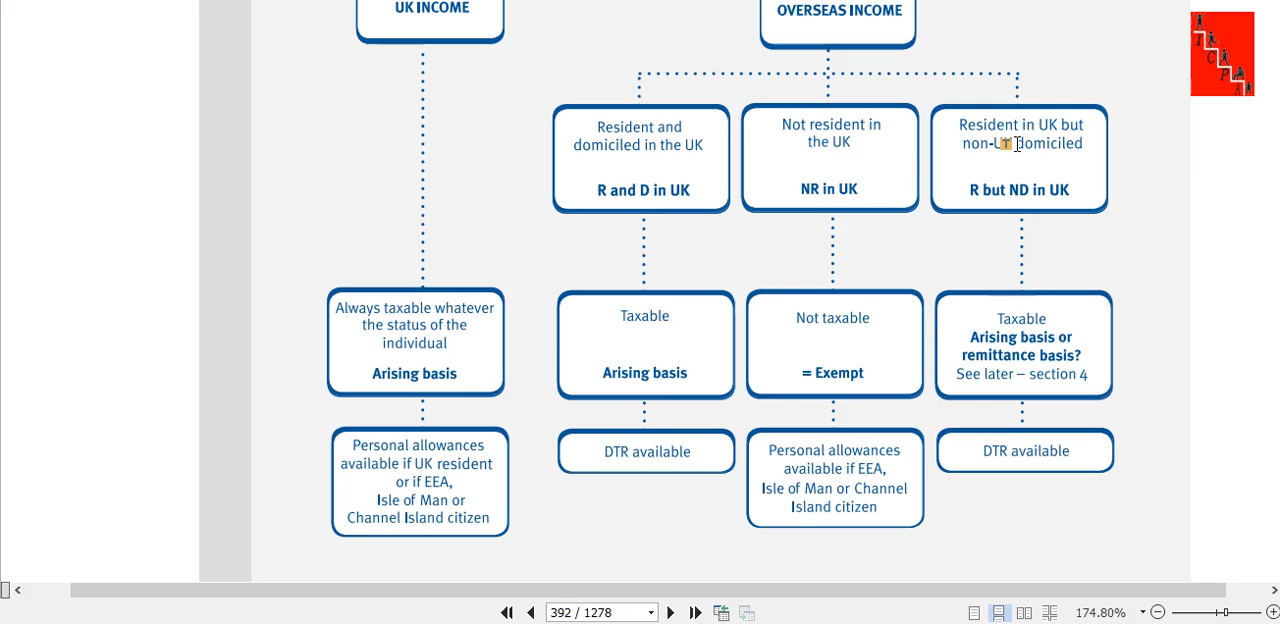 UK INCOME
OVERSEAS INCOME
Resident and
domiciled in the UK
R and D in UK
Not resident in
the UK
NR in UK
Resident in UK but
domiciled
R but ND in UK
Always taxable whatever
the status of the
individual
Arising basis
Taxable
Arising basis
Not taxable
= Exempt
Taxable
Arising basis or
remittance basis?
See later – section 4
Personal allowances
available if UK resident
or if EEA,
Isle of Man or
Channel Island citizen
DTR available
Personal allowances
available if EEA,
Isle of Man or Channel
Island citizen
DTR available
392 / 1278
174.80%
T
C
P
A